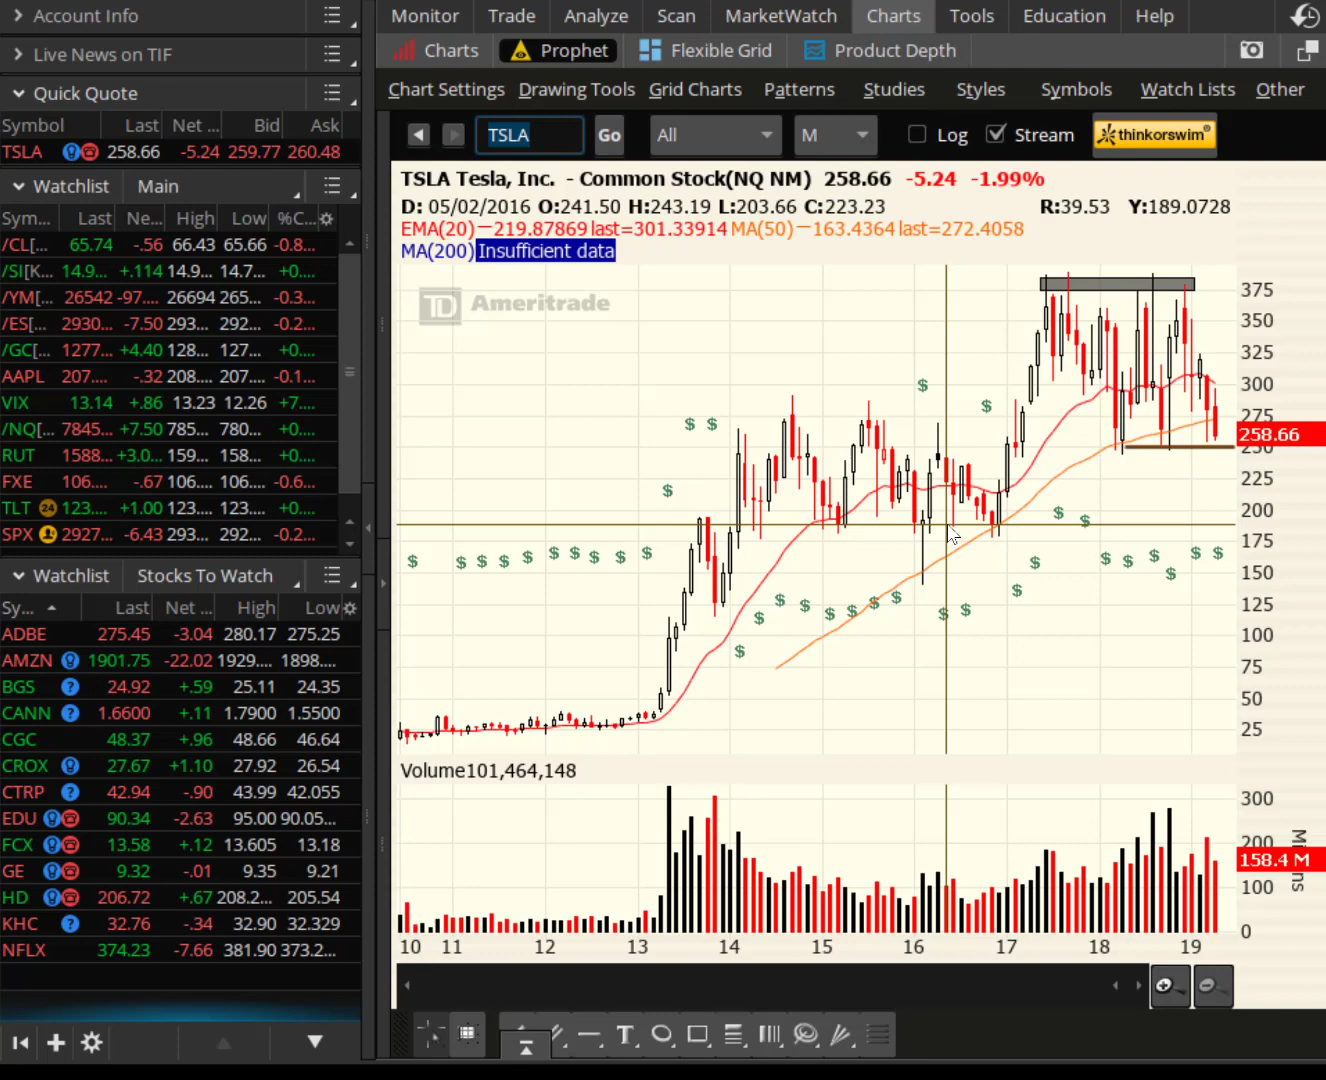 Account Info
Live News on TIF
Quick Quote
Symbol Last Net ... Bid Ask
TSLA 258.66 -5.24 259.77 260.48
Watchlist Main
Sym... Last Ne... High Low %C...
/CL[... 65.74 -.56 66.43 65.66 -0.8...
/SI[K... 14.9... +.114 14.9... 14.7... +0....
/YM[... 26542 -97.... 26694 265... -0.3...
/ES[... 2930... -7.50 293... 292... -0.2...
/GC[... 1277... +4.40 128... 127... +0....
AAPL 207.... -.32 208.... 207.... -0.1...
VIX 13.14 +.86 13.23 12.26 +7....
/NQ[... 7845... +7.50 785... 780... +0....
RUT 1588... +3.0... 159... 158... +0....
FXE 106.... -.67 106.... 106.... -0.6...
TLT 24 123.... +1.00 123.... 123.... +0....
SPX 2927... -6.43 293... 292... -0.2...
Watchlist Stocks To Watch
Sy... Last Net ... High Low
ADBE 275.45 -3.04 280.17 275.25
AMZN 1901.75 -22.02 1929.... 1898....
BGS ? 24.92 +.59 25.11 24.35
CANN ? 1.6600 +.11 1.7900 1.5500
CGC 48.37 +.96 48.66 46.64
CROX 27.67 +1.10 27.92 26.54
CTRP ? 42.94 -.90 43.99 42.055
EDU 90.34 -2.63 95.00 90.05...
FCX 13.58 +.12 13.605 13.18
GE 9.32 -.01 9.35 9.21
HD 206.72 +.67 208.2... 205.54
KHC ? 32.76 -.34 32.90 32.329
NFLX 374.23 -7.66 381.90 373.2...
Monitor Trade Analyze Scan MarketWatch Charts Tools Education Help
Charts Prophet Flexible Grid Product Depth
Chart Settings Drawing Tools Grid Charts Patterns Studies Styles Symbols Watch Lists Other
TSLA Go All M Log Stream thinkorswim®
TSLA Tesla, Inc. - Common Stock(NQ NM) 258.66 -5.24 -1.99%
D: 05/02/2016 O:241.50 H:243.19 L:203.66 C:223.23 R:39.53 Y:189.0728
EMA(20)—219.87869 last=301.33914 MA(50)—163.4364 last=272.4058
MA(200) Insufficient data
TD Ameritrade
375
350
325
300
275
258.66
250
225
200
175
150
125
100
75
50
25
$ $ $ $ $ $ $ $ $ $ $ $ $ $ $ $ $ $ $ $ $ $ $ $ $ $ $ $ $ $ $ $ $ $ $ $ $ $
Volume101,464,148
300
200
158.4 M
100
0
10 11 12 13 14 15 16 17 18 19
T